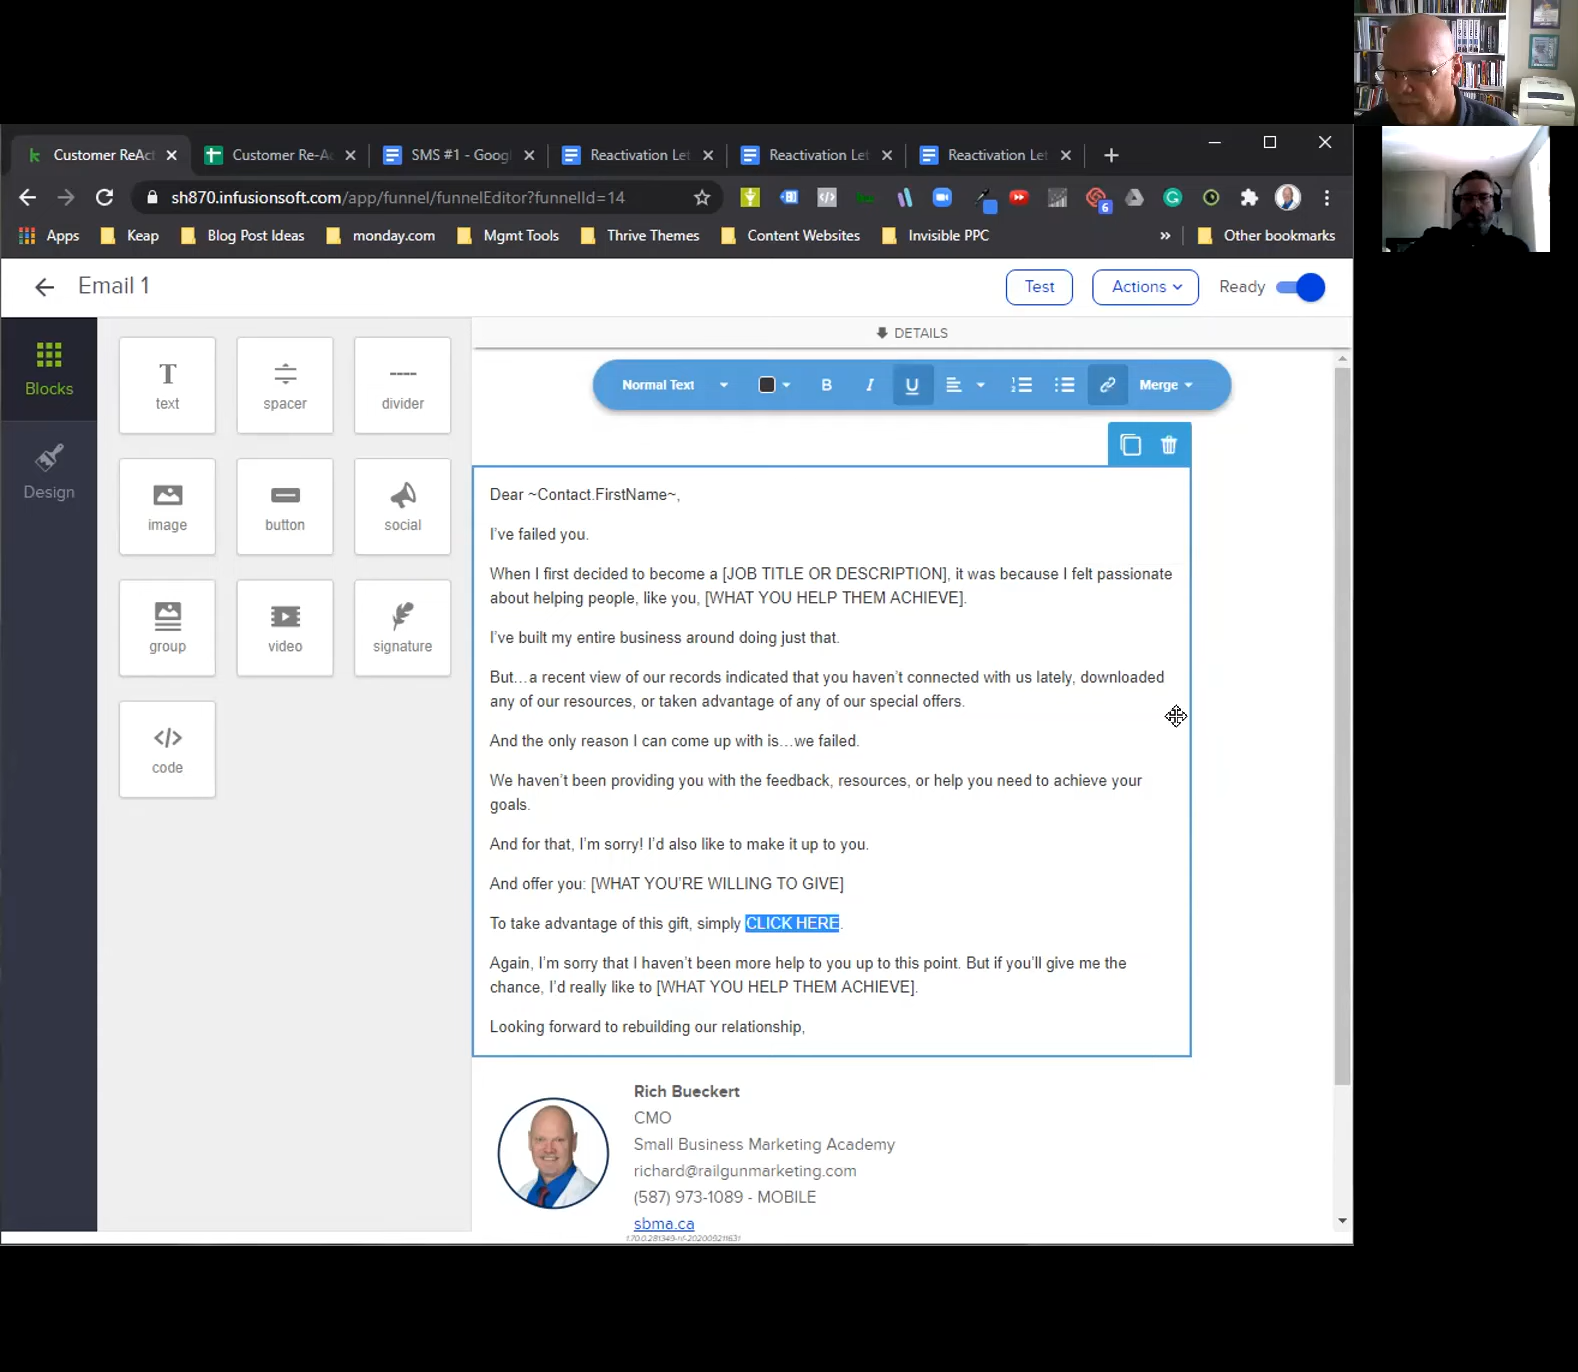 Customer ReAct
Customer Re-Ac
SMS #1 - Googl
Reactivation Let
Reactivation Let
Reactivation Let
sh870.infusionsoft.com/app/funnel/funnelEditor?funnelId=14
6
Apps
Keap
Blog Post Ideas
monday.com
Mgmt Tools
Thrive Themes
Content Websites
Invisible PPC
»
Other bookmarks
Email 1
Test
Actions
Ready
DETAILS
Blocks
Design
text
spacer
divider
image
button
social
group
video
signature
code
Normal Text
B
I
U
Merge
Dear ~Contact.FirstName~,
I've failed you.
When I first decided to become a [JOB TITLE OR DESCRIPTION], it was because I felt passionate
about helping people, like you, [WHAT YOU HELP THEM ACHIEVE].
I've built my entire business around doing just that.
But…a recent view of our records indicated that you haven't connected with us lately, downloaded
any of our resources, or taken advantage of any of our special offers.
And the only reason I can come up with is…we failed.
We haven't been providing you with the feedback, resources, or help you need to achieve your
goals.
And for that, I'm sorry! I'd also like to make it up to you.
And offer you: [WHAT YOU'RE WILLING TO GIVE]
To take advantage of this gift, simply CLICK HERE.
Again, I'm sorry that I haven't been more help to you up to this point. But if you'll give me the
chance, I'd really like to [WHAT YOU HELP THEM ACHIEVE].
Looking forward to rebuilding our relationship,
Rich Bueckert
CMO
Small Business Marketing Academy
richard@railgunmarketing.com
(587) 973-1089 - MOBILE
sbma.ca